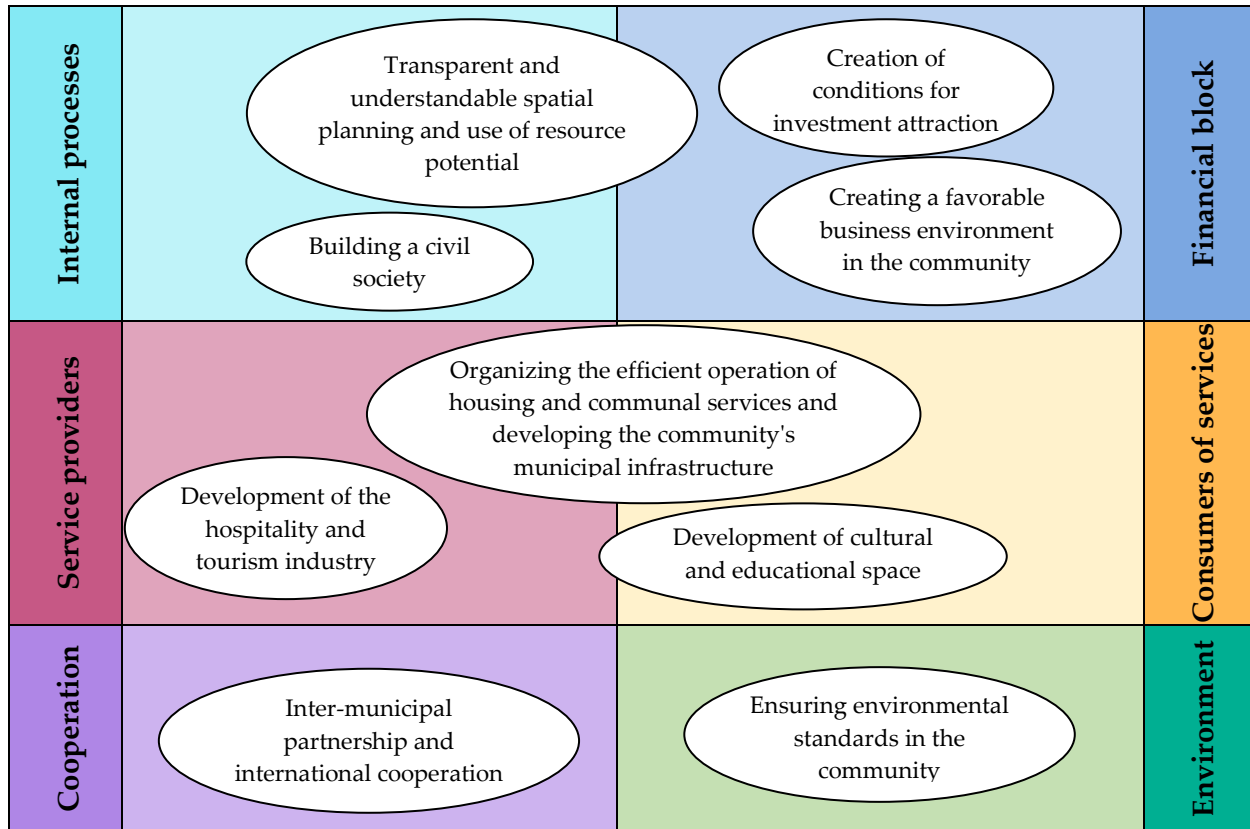 Internal processes
Transparent and
understandable spatial
planning and use of resource
potential
Building a civil
society
Creation of
conditions for
investment attraction
Creating a favorable
business environment
in the community
Financial block
Service providers
Organizing the efficient operation of
housing and communal services and
developing the community's
municipal infrastructure
Development of the
hospitality and
tourism industry
Development of cultural
and educational space
Consumers of services
Cooperation
Inter-municipal
partnership and
international cooperation
Ensuring environmental
standards in the
community
Environment